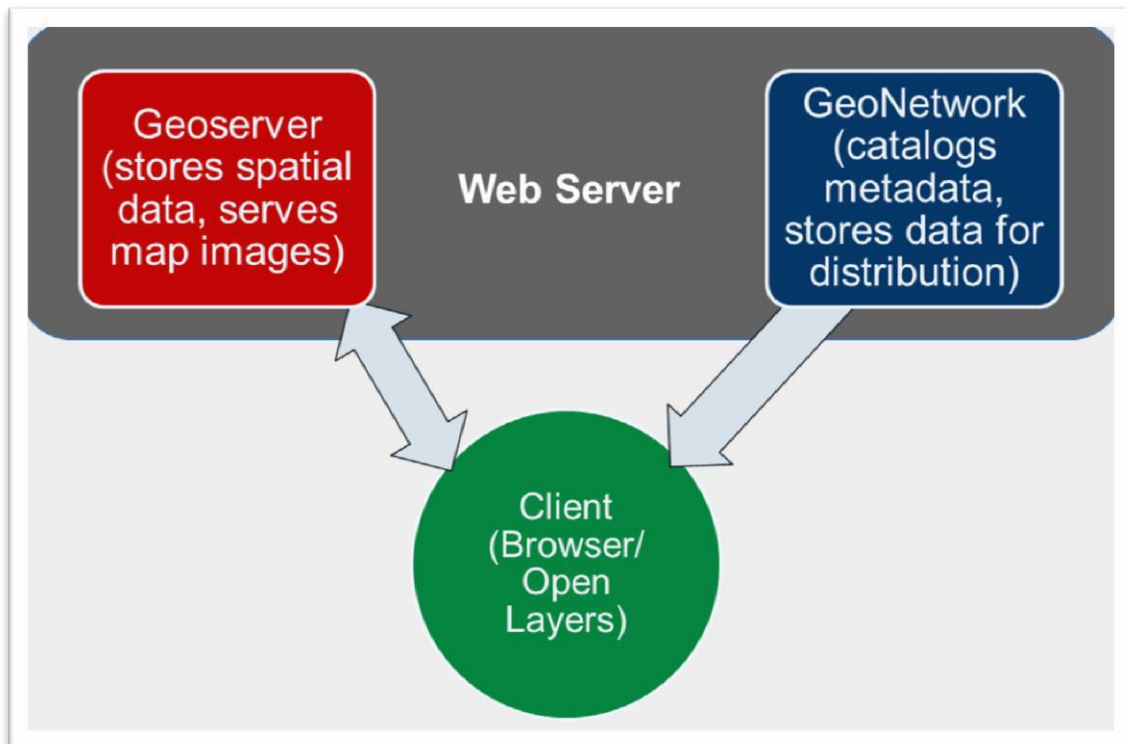 Geoserver
(stores spatial
data, serves
map images)
Web Server
GeoNetwork
(catalogs
metadata,
stores data for
distribution)
Client
(Browser/
Open
Layers)